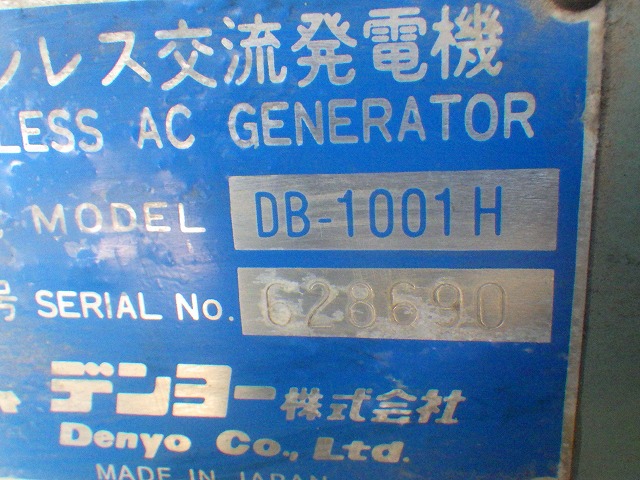 ルレス交流発電機
LESS AC GENERATOR
MODEL DB-1001H
号 SERIAL No. 628690
デンヨー株式会社
Denyo Co., Ltd.
MADE IN JAPAN